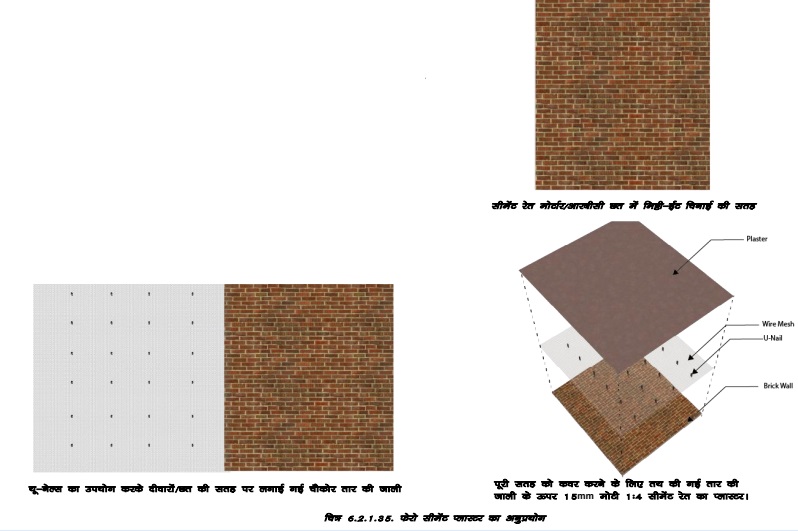 सीमेंट रेत मोर्टार/आरबीसी छत में मिट्टी-ईंट चिनाई की सतह
Plaster
Wire Mesh
U-Nail
Brick Wall
यू-नेल्स का उपयोग करके दीवारों/छत की सतह पर लगाई गई चौकोर तार की जाली
पूरी सतह को कवर करने के लिए तय की गई तार की
जाली के ऊपर 15mm मोटी 1:4 सीमेंट रेत का प्लास्टर।
चित्र 6.2.1.35. फेरो सीमेंट प्लास्टर का अनुप्रयोग